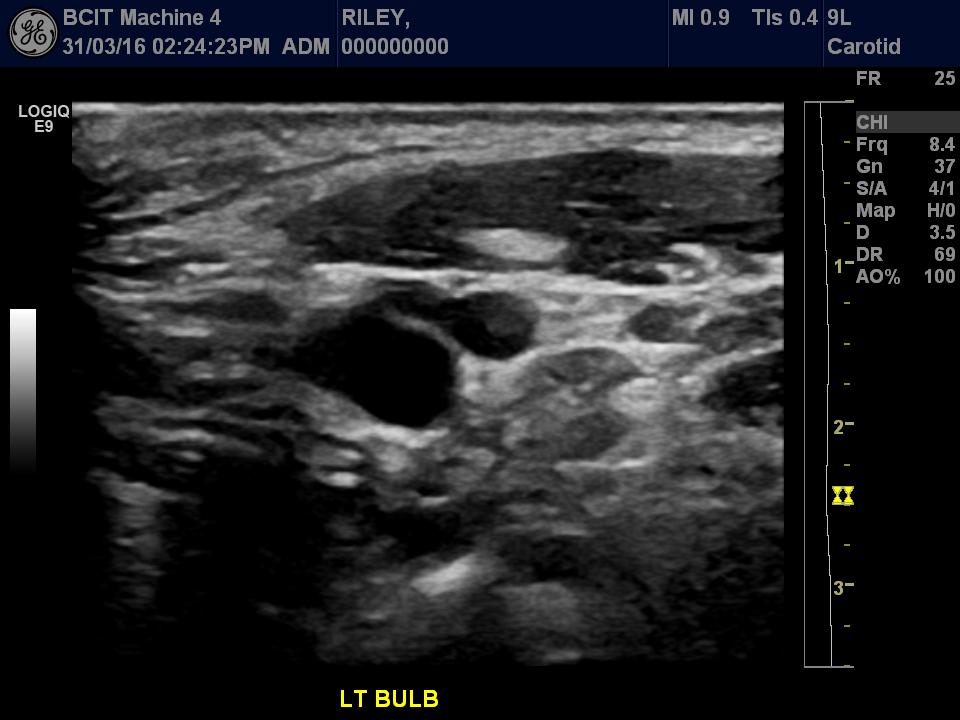 BCIT Machine 4
31/03/16 02:24:23PM ADM
RILEY,
000000000
MI 0.9 TIs 0.4
9L
Carotid
LOGIQ
E9
FR 25
CHI
Frq 8.4
Gn 37
S/A 4/1
Map H/0
D 3.5
DR 69
AO% 100
1
2
3
LT BULB